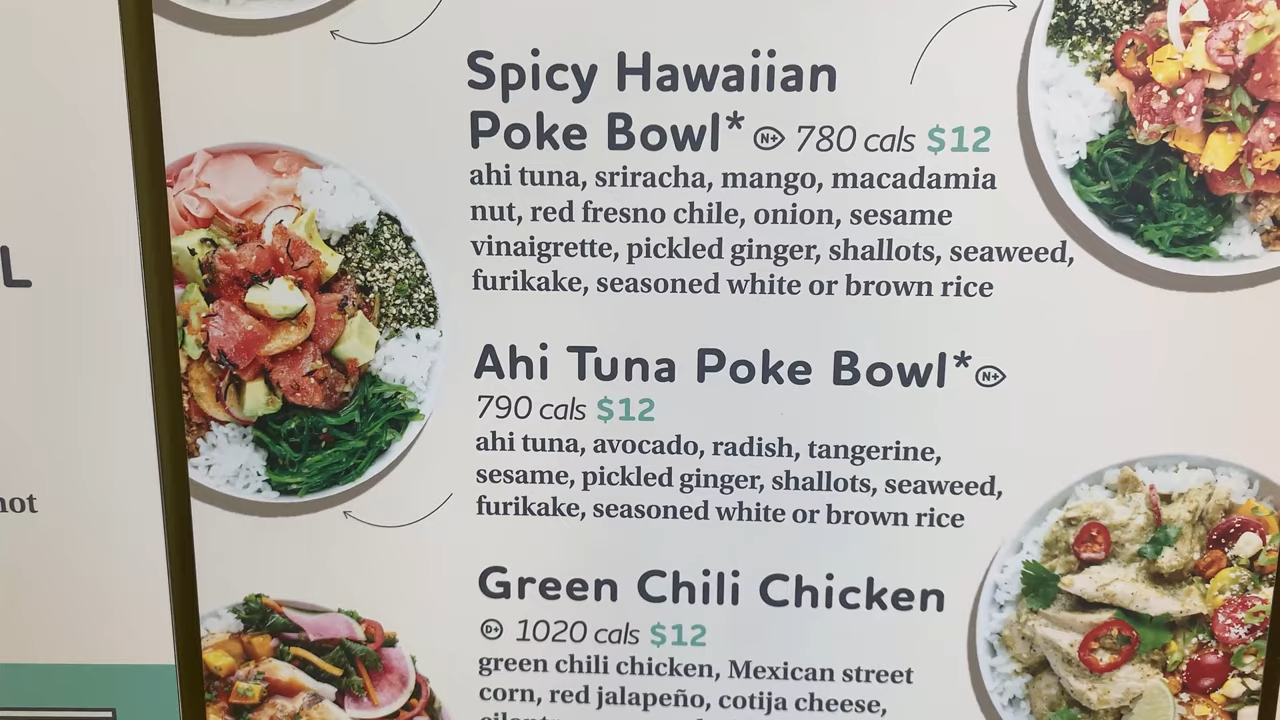 L
not
Spicy Hawaiian
Poke Bowl* N+ 780 cals $12
ahi tuna, sriracha, mango, macadamia
nut, red fresno chile, onion, sesame
vinaigrette, pickled ginger, shallots, seaweed,
furikake, seasoned white or brown rice
Ahi Tuna Poke Bowl* N+
790 cals $12
ahi tuna, avocado, radish, tangerine,
sesame, pickled ginger, shallots, seaweed,
furikake, seasoned white or brown rice
Green Chili Chicken
D+ 1020 cals $12
green chili chicken, Mexican street
corn, red jalapeño, cotija cheese,